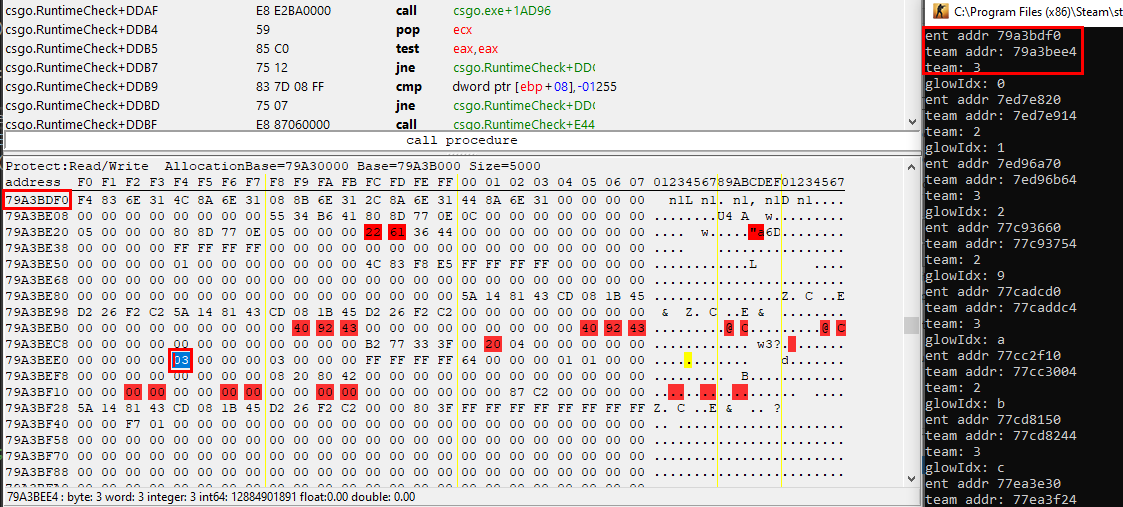 csgo.RuntimeCheck+DDAF E8 E2BA0000 call csgo.exe+1AD96
csgo.RuntimeCheck+DDB4 59 pop ecx
csgo.RuntimeCheck+DDB5 85 C0 test eax,eax
csgo.RuntimeCheck+DDB7 75 12 jne csgo.RuntimeCheck+DDC
csgo.RuntimeCheck+DDB9 83 7D 08 FF cmp dword ptr [ebp+08],-01 255
csgo.RuntimeCheck+DDBD 75 07 jne csgo.RuntimeCheck+DDC
csgo.RuntimeCheck+DDBF E8 87060000 call csgo.RuntimeCheck+E44
call procedure
Protect:Read/Write AllocationBase=79A30000 Base=79A3B000 Size=5000
address F0 F1 F2 F3 F4 F5 F6 F7 F8 F9 FA FB FC FD FE FF 00 01 02 03 04 05 06 07 0123456789ABCDEF01234567
79A3BDF0 F4 83 6E 31 4C 8A 6E 31 08 8B 6E 31 2C 8A 6E 31 44 8A 6E 31 00 00 00 00 n1L n1. n1, n1D n1....
79A3BE08 00 00 00 00 00 00 00 00 55 34 B6 41 80 8D 77 0E 0C 00 00 00 00 00 00 00
79A3BE20 05 00 00 00 80 8D 77 0E 05 00 00 00 22 61 36 44 00 00 00 00 00 00 00 00
79A3BE38 00 00 00 00 FF FF FF FF 00 00 00 00 00 00 00 00 00 00 00 00 00 00 00 00
79A3BE50 00 00 00 00 01 00 00 00 00 00 00 00 4C 83 F8 E5 FF FF FF FF 00 00 00 00
79A3BE68 00 00 00 00 00 00 00 00 00 00 00 00 00 00 00 00 00 00 00 00 00 00 00 00
79A3BE80 00 00 00 00 00 00 00 00 00 00 00 00 00 00 00 00 5A 14 81 43 CD 08 1B 45
79A3BE98 D2 26 F2 C2 5A 14 81 43 CD 08 1B 45 D2 26 F2 C2 00 00 00 00 00 00 00 00
79A3BEB0 00 00 00 00 00 00 00 00 00 40 92 43 00 00 00 00 00 00 00 00 00 40 92 43
79A3BEC8 00 00 00 00 00 00 00 00 00 00 00 00 B2 77 33 3F 00 20 04 00 00 00 00 00
79A3BEE0 00 00 00 00 03 00 00 00 03 00 00 00 FF FF FF FF 64 00 00 00 01 01 00 00
79A3BEF8 00 00 00 00 00 00 00 00 00 00 00 00 08 20 80 42 00 00 00 00 00 00 00 00
79A3BF10 00 00 00 00 00 00 00 00 00 00 00 00 00 00 00 00 00 00 87 C2 00 00 00 00
79A3BF28 5A 14 81 43 CD 08 1B 45 D2 26 F2 C2 00 00 80 3F FF FF FF FF FF FF FF FF
79A3BF40 00 00 F7 01 00 00 00 00 00 00 00 00 00 00 00 00 00 00 00 00 00 00 00 00
79A3BF58 00 00 00 00 00 00 00 00 00 00 00 00 00 00 00 00 00 00 00 00 00 00 00 00
79A3BF70 00 00 00 00 00 00 00 00 00 00 00 00 00 00 00 00 00 00 00 00 00 00 00 00
79A3BF88 00 00 00 00 00 00 00 00 00 00 00 00 00 00 00 00 00 00 00 00 00 00 00 00
79A3BEE4 : byte: 3 word: 3 integer: 3 int64: 12884901891 float:0.00 double: 0.00
C:\Program Files (x86)\Steam\st
ent addr 79a3bdf0
team addr: 79a3bee4
team: 3
glowIdx: 0
ent addr 7ed7e820
team addr: 7ed7e914
team: 2
glowIdx: 1
ent addr 7ed96a70
team addr: 7ed96b64
team: 3
glowIdx: 2
ent addr 77c93660
team addr: 77c93754
team: 2
glowIdx: 9
ent addr 77cadcd0
team addr: 77caddc4
team: 3
glowIdx: a
ent addr 77cc2f10
team addr: 77cc3004
team: 2
glowIdx: b
ent addr 77cd8150
team addr: 77cd8244
team: 3
glowIdx: c
ent addr 77ea3e30
team addr: 77ea3f24